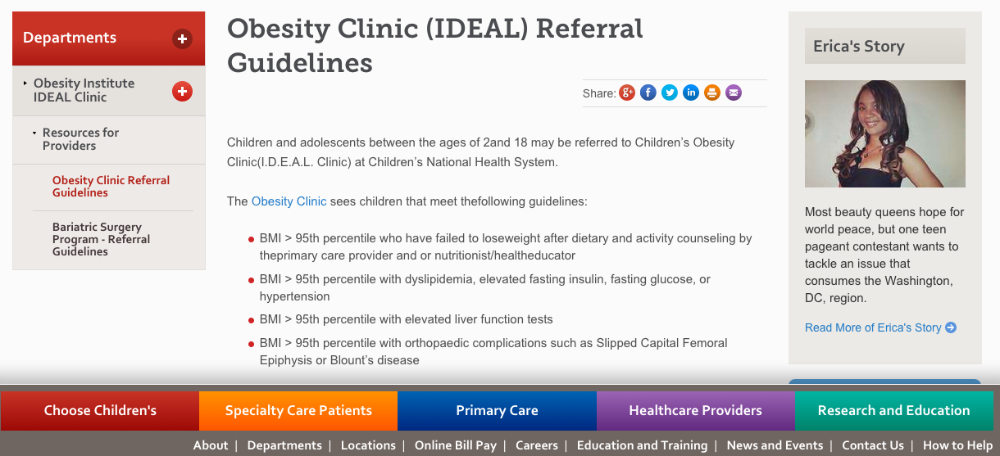 Departments
Obesity Institute
IDEAL Clinic
Resources for
Providers
Obesity Clinic Referral
Guidelines
Bariatric Surgery
Program - Referral
Guidelines
Obesity Clinic (IDEAL) Referral
Guidelines
Share:
Children and adolescents between the ages of 2and 18 may be referred to Children’s Obesity
Clinic(I.D.E.A.L. Clinic) at Children’s National Health System.
The Obesity Clinic sees children that meet thefollowing guidelines:
BMI > 95th percentile who have failed to loseweight after dietary and activity counseling by
theprimary care provider and or nutritionist/healtheducator
BMI > 95th percentile with dyslipidemia, elevated fasting insulin, fasting glucose, or
hypertension
BMI > 95th percentile with elevated liver function tests
BMI > 95th percentile with orthopaedic complications such as Slipped Capital Femoral
Epiphysis or Blount’s disease
Erica's Story
Most beauty queens hope for
world peace, but one teen
pageant contestant wants to
tackle an issue that
consumes the Washington,
DC, region.
Read More of Erica's Story
Choose Children's
Specialty Care Patients
Primary Care
Healthcare Providers
Research and Education
About | Departments | Locations | Online Bill Pay | Careers | Education and Training | News and Events | Contact Us | How to Help